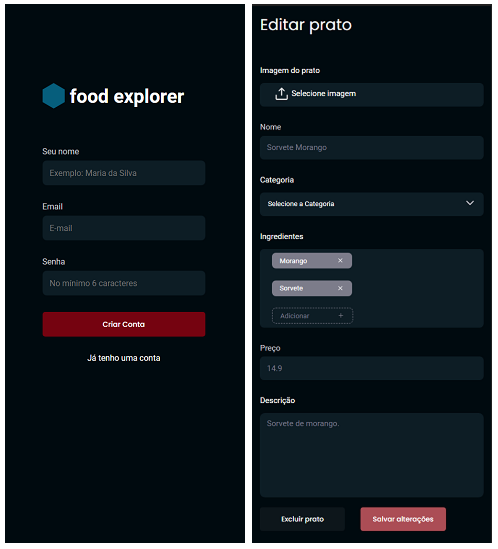 food explorer
Seu nome
Exemplo: Maria da Silva
Email
E-mail
Senha
No mínimo 6 caracteres
Criar Conta
Já tenho uma conta
Editar prato
Imagem do prato
Selecione imagem
Nome
Sorvete Morango
Categoria
Selecione a Categoria
Ingredientes
Morango ×
Sorvete ×
Adicionar +
Preço
14.9
Descrição
Sorvete de morango.
Excluir prato
Salvar alterações